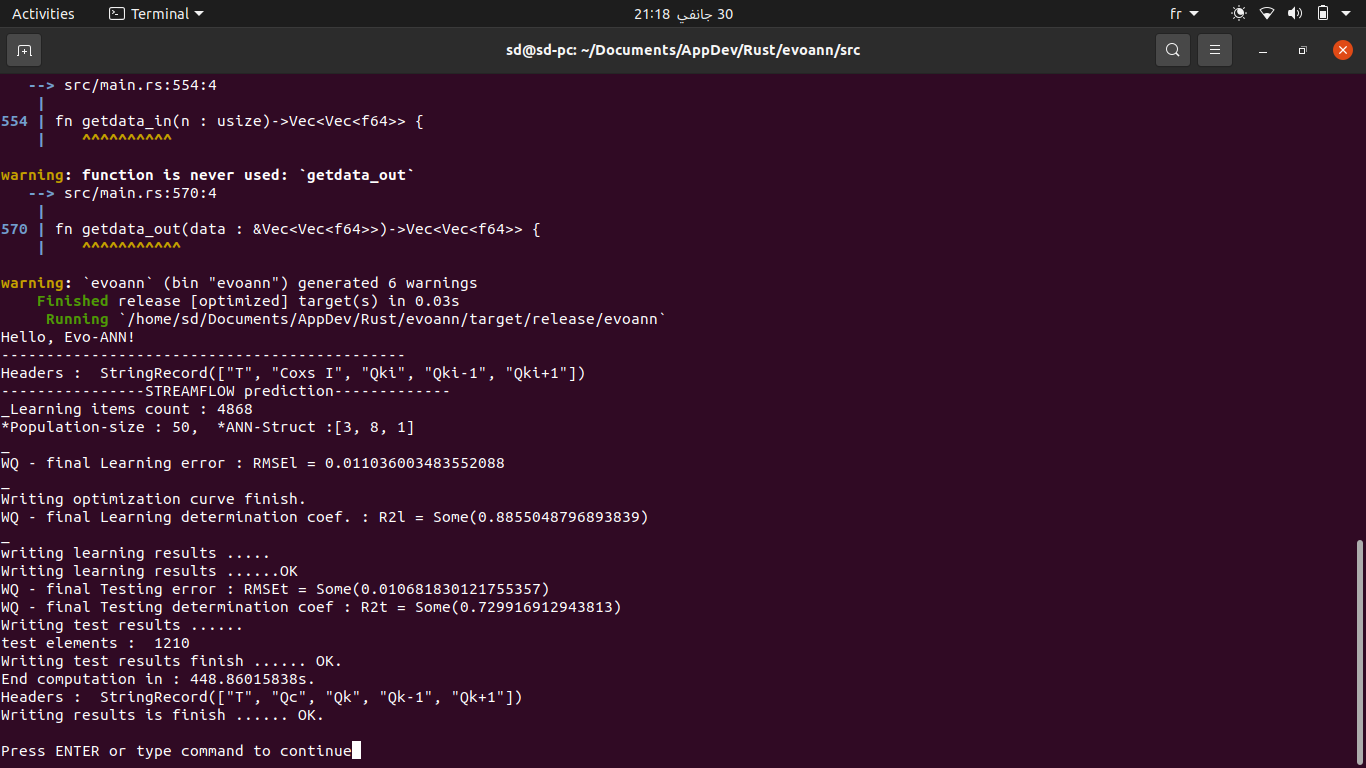 Activities
Terminal
30 جانفي 21:18
fr
sd@sd-pc: ~/Documents/AppDev/Rust/evoann/src
--> src/main.rs:554:4
|
554 | fn getdata_in(n : usize)->Vec<Vec<f64>> {
| ^^^^^^^^^^
warning: function is never used: `getdata_out`
--> src/main.rs:570:4
|
570 | fn getdata_out(data : &Vec<Vec<f64>>)->Vec<Vec<f64>> {
| ^^^^^^^^^^^
warning: `evoann` (bin "evoann") generated 6 warnings
Finished release [optimized] target(s) in 0.03s
Running `/home/sd/Documents/AppDev/Rust/evoann/target/release/evoann`
Hello, Evo-ANN!
---------------------------------------------
Headers :  StringRecord(["T", "Coxs I", "Qki", "Qki-1", "Qki+1"])
----------------STREAMFLOW prediction-------------
_Learning items count : 4868
*Population-size : 50,  *ANN-Struct :[3, 8, 1]
_
WQ - final Learning error : RMSEl = 0.011036003483552088
_
Writing optimization curve finish.
WQ - final Learning determination coef. : R2l = Some(0.8855048796893839)
_
writing learning results .....
Writing learning results ......OK
WQ - final Testing error : RMSEt = Some(0.010681830121755357)
WQ - final Testing determination coef : R2t = Some(0.729916912943813)
Writing test results ......
test elements :  1210
Writing test results finish ...... OK.
End computation in : 448.86015838s.
Headers :  StringRecord(["T", "Qc", "Qk", "Qk-1", "Qk+1"])
Writing results is finish ...... OK.
Press ENTER or type command to continue